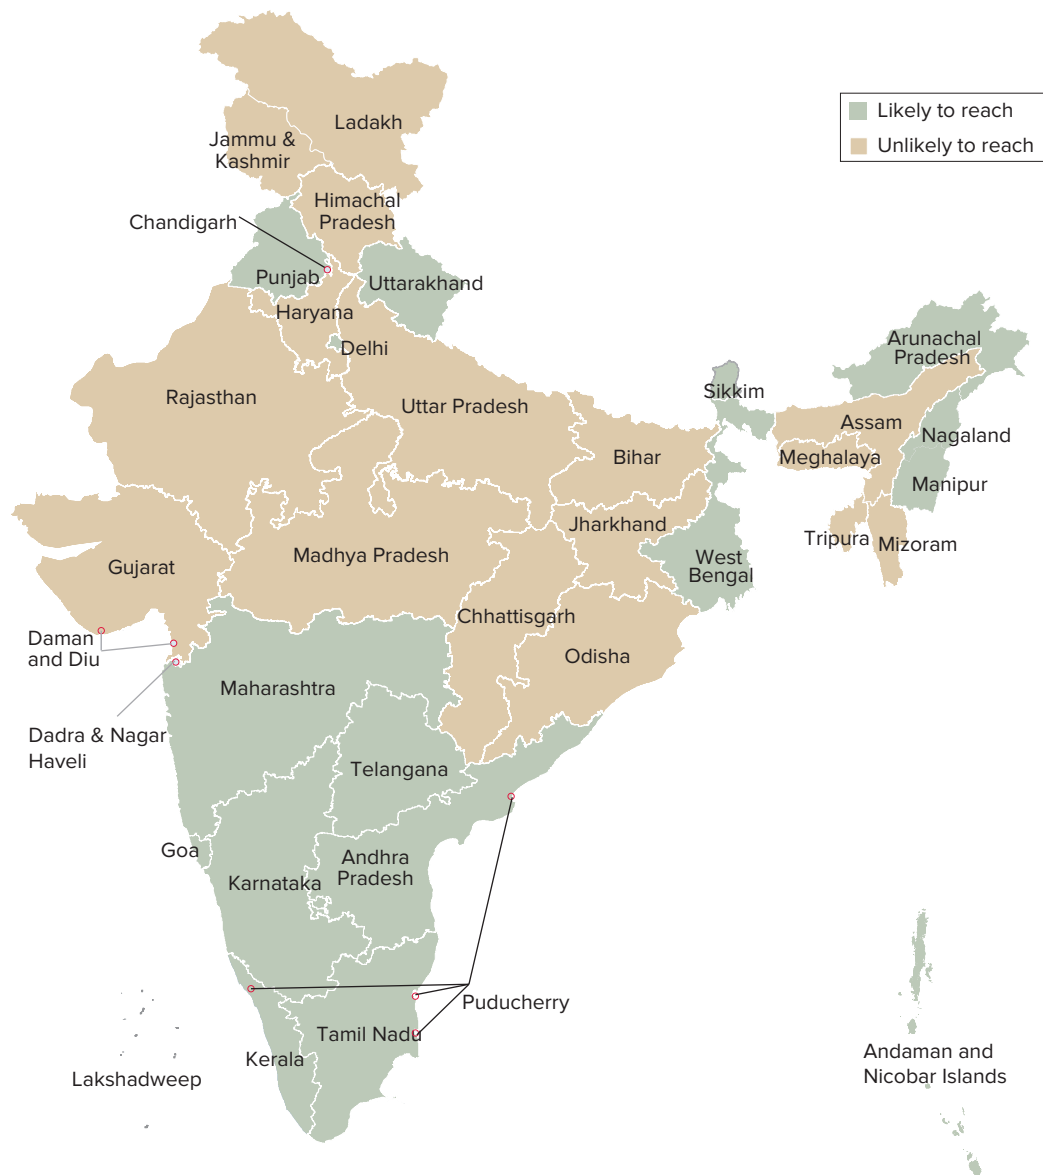 Ladakh
Likely to reach
Unlikely to reach
Jammu &
Kashmir
Himachal
Pradesh
Chandigarh
Punjab
Uttarakhand
Haryana
Delhi
Arunachal
Pradesh
Sikkim
Rajasthan
Uttar Pradesh
Assam
Nagaland
Bihar
Meghalaya
Manipur
Jharkhand
Tripura
Mizoram
Madhya Pradesh
West
Bengal
Gujarat
Chhattisgarh
Daman
and Diu
Odisha
Maharashtra
Dadra & Nagar
Haveli
Telangana
Goa
Andhra
Pradesh
Karnataka
Puducherry
Tamil Nadu
Kerala
Lakshadweep
Andaman and
Nicobar Islands